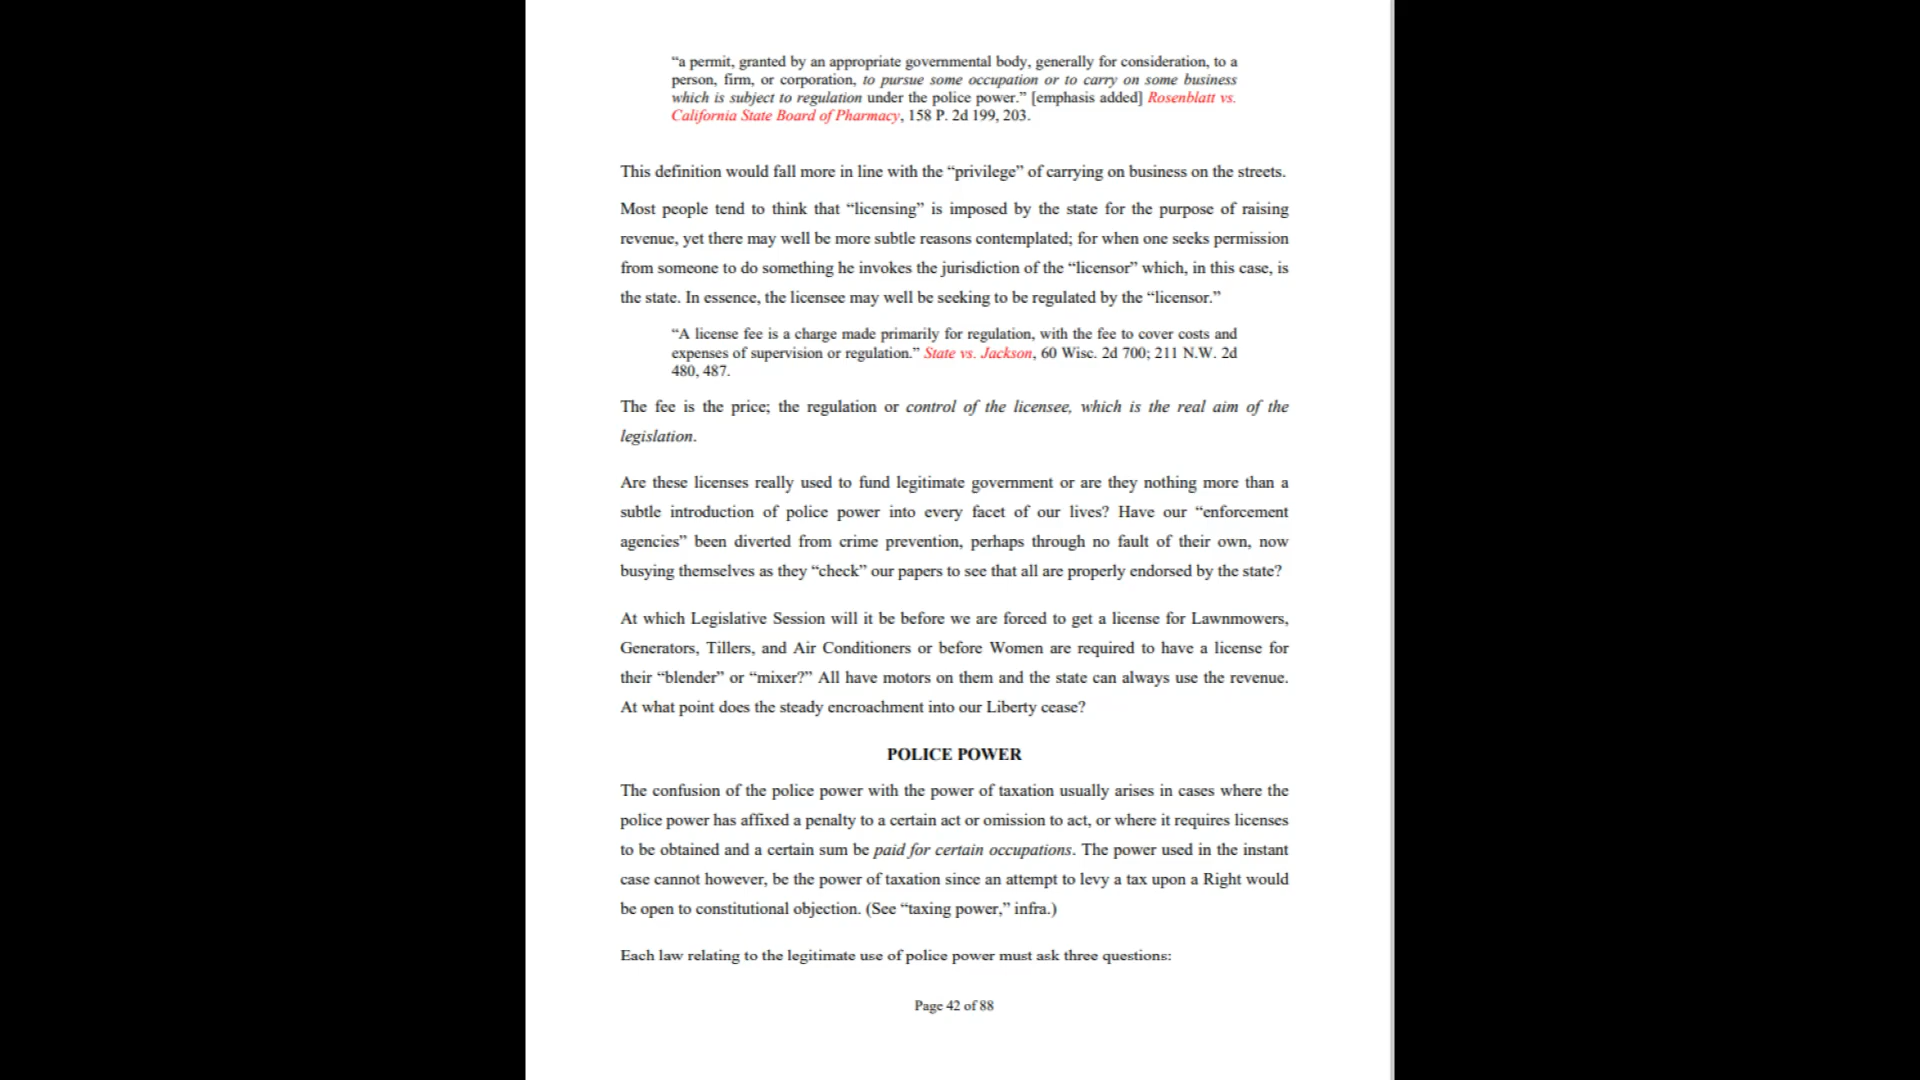 “a permit, granted by an appropriate governmental body, generally for consideration, to a
person, firm, or corporation, to pursue some occupation or to carry on some business
which is subject to regulation under the police power.” [emphasis added] Rosenblatt vs.
California State Board of Pharmacy, 158 P. 2d 199, 203.
This definition would fall more in line with the “privilege” of carrying on business on the streets.
Most people tend to think that “licensing” is imposed by the state for the purpose of raising
revenue, yet there may well be more subtle reasons contemplated; for when one seeks permission
from someone to do something he invokes the jurisdiction of the “licensor” which, in this case, is
the state. In essence, the licensee may well be seeking to be regulated by the “licensor.”
“A license fee is a charge made primarily for regulation, with the fee to cover costs and
expenses of supervision or regulation.” State vs. Jackson, 60 Wisc. 2d 700; 211 N.W. 2d
480, 487.
The fee is the price; the regulation or control of the licensee, which is the real aim of the
legislation.
Are these licenses really used to fund legitimate government or are they nothing more than a
subtle introduction of police power into every facet of our lives? Have our “enforcement
agencies” been diverted from crime prevention, perhaps through no fault of their own, now
busying themselves as they “check” our papers to see that all are properly endorsed by the state?
At which Legislative Session will it be before we are forced to get a license for Lawnmowers,
Generators, Tillers, and Air Conditioners or before Women are required to have a license for
their “blender” or “mixer?” All have motors on them and the state can always use the revenue.
At what point does the steady encroachment into our Liberty cease?
POLICE POWER
The confusion of the police power with the power of taxation usually arises in cases where the
police power has affixed a penalty to a certain act or omission to act, or where it requires licenses
to be obtained and a certain sum be paid for certain occupations. The power used in the instant
case cannot however, be the power of taxation since an attempt to levy a tax upon a Right would
be open to constitutional objection. (See “taxing power,” infra.)
Each law relating to the legitimate use of police power must ask three questions:
Page 42 of 88